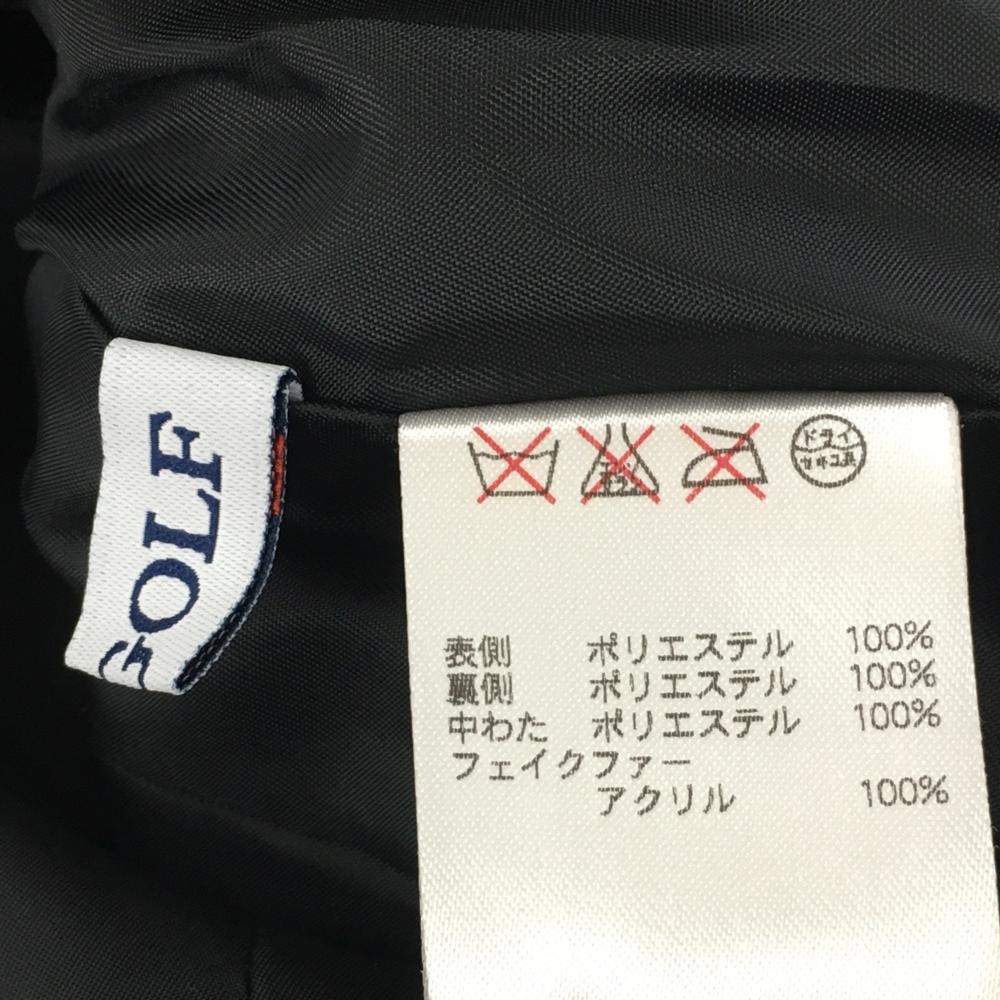 GOLF
ドライ
セキユ系
表側 ポリエステル 100%
裏側 ポリエステル 100%
中わた ポリエステル 100%
フェイクファー
アクリル 100%